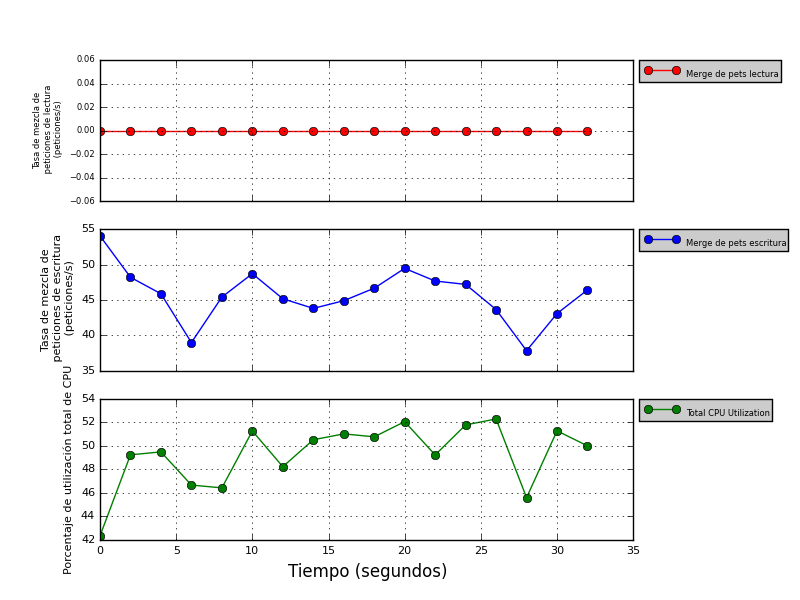 0.06
0.04
0.02
0.00
−0.02
−0.04
−0.06
Tasa de mezcla de
peticiones de lectura
(peticiones/s)
Merge de pets lectura
55
50
45
40
35
Tasa de mezcla de
peticiones de escritura
(peticiones/s)
Merge de pets escritura
54
52
50
48
46
44
42
Porcentaje de utilización total de CPU
Total CPU Utilization
0 5 10 15 20 25 30 35
Tiempo (segundos)